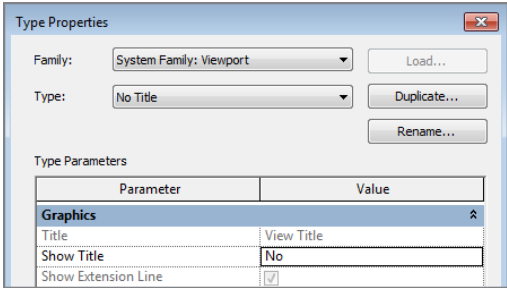 Type Properties
Family: System Family: Viewport Load...
Type: No Title Duplicate...
Rename...
Type Parameters
Parameter Value
Graphics
Title View Title
Show Title No
Show Extension Line